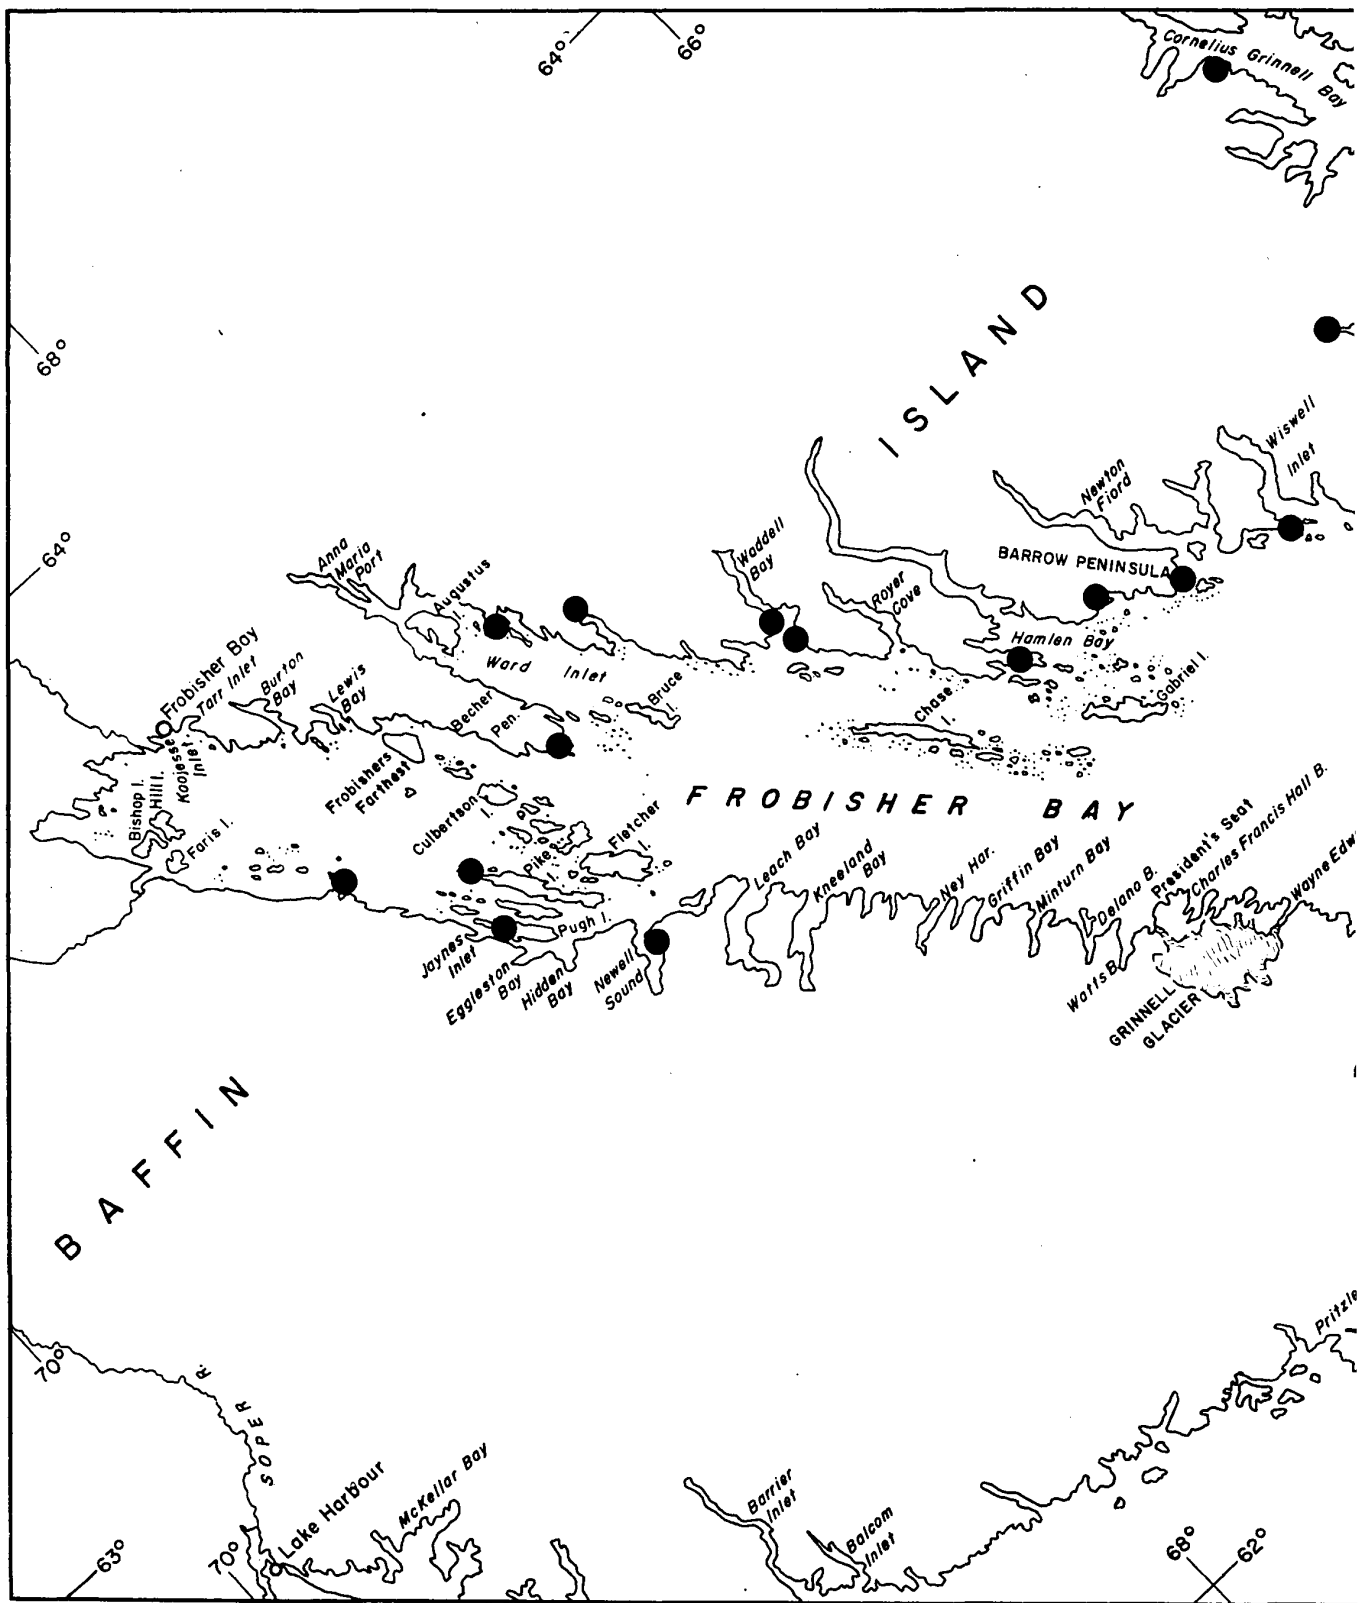 64°
66°
Cornelius Grinnell Bay
68°
ISLAND
Wiswell
Inlet
Newton
Fiord
64°
Anna
Maria
Port
Augustus
Waddell
Bay
Royer
Cove
BARROW PENINSULA
Hamlen Bay
Frobisher Bay
Tarr Inlet
Burton
Bay
Lewis
Bay
Ward Inlet
Becher
Pen.
Bruce
I.
Chase
I.
Gabriel I.
Koojesse
Inlet
Bishop I.
Hill I.
Faris I.
Frobishers
Farthest
Culbertson
I.
Pike
I.
Fletcher
I.
FROBISHER BAY
Leach Bay
Kneeland
Bay
Ney Har.
Griffin Bay
Minturn Bay
Delano B.
President's Seat
Charles Francis Hall B.
Wayne Edw
Jaynes
Inlet
Pugh I.
Eggleston
Bay
Hidden
Bay
Newell
Sound
Watts B.
GRINNELL
GLACIER
BAFFIN
70°
SOPER R.
Lake Harbour
McKellar Bay
Barrier
Inlet
Balcom
Inlet
Pritzle
63°
70°
68°
62°